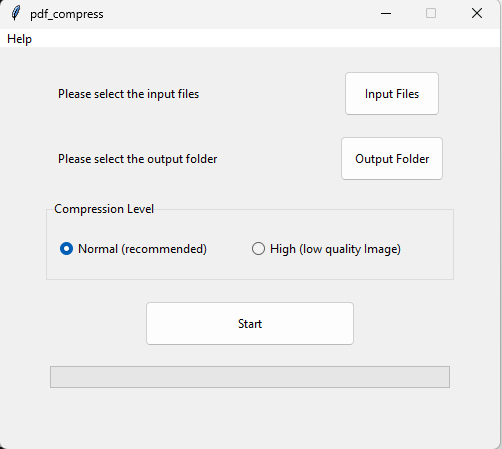 pdf_compress
Help
Please select the input files
Input Files
Please select the output folder
Output Folder
Compression Level
Normal (recommended)
High (low quality Image)
Start